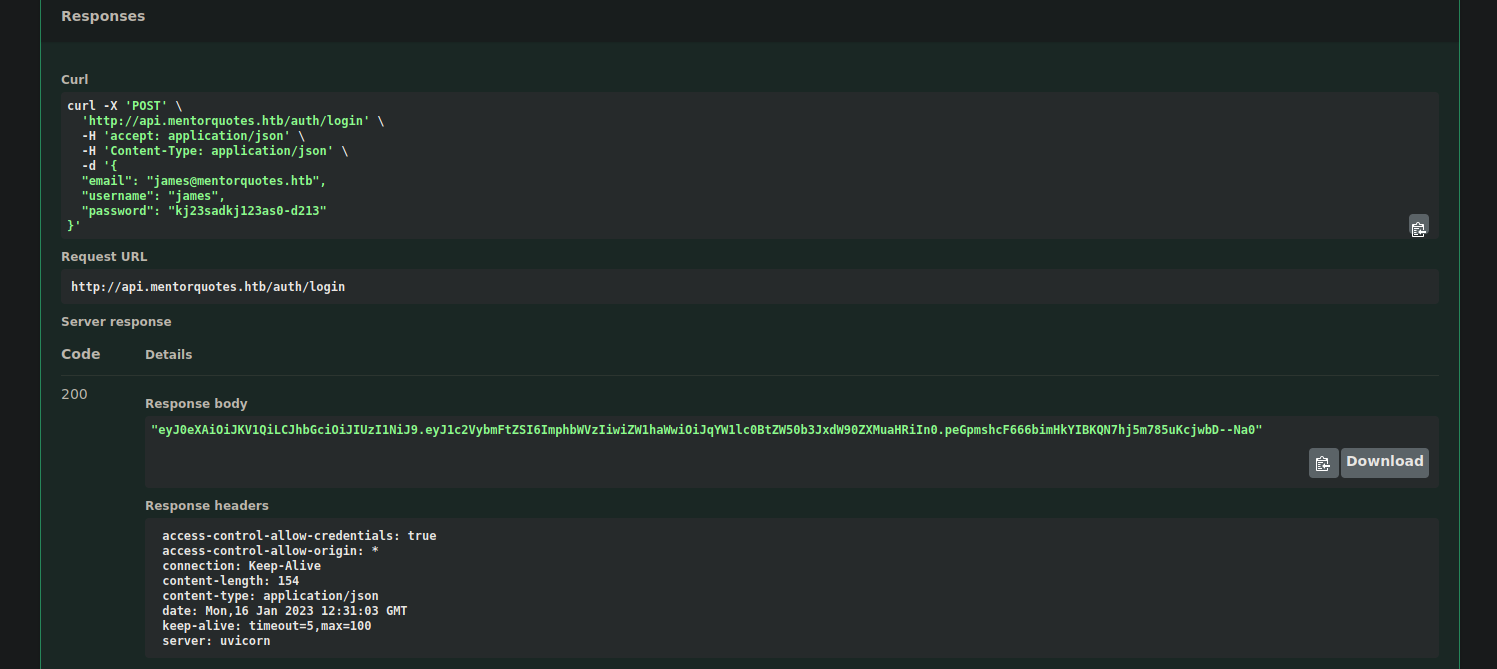 Responses
Curl
curl -X 'POST' \
'http://api.mentorquotes.htb/auth/login' \
-H 'accept: application/json' \
-H 'Content-Type: application/json' \
-d '{
"email": "james@mentorquotes.htb",
"username": "james",
"password": "kj23sadkj123as0-d213"
}'
Request URL
http://api.mentorquotes.htb/auth/login
Server response
Code Details
200
Response body
"eyJ0eXAiOiJKV1QiLCJhbGciOiJIUzI1NiJ9.eyJ1c2VybmFtZSI6ImphbWVzIiwiZW1haWwiOiJqYW1lc0BtZW50b3JxdW90ZXMuaHRiIn0.peGpmshcF666bimHkYIBKQN7hj5m785uKcjwbD--Na0"
Download
Response headers
access-control-allow-credentials: true
access-control-allow-origin: *
connection: Keep-Alive
content-length: 154
content-type: application/json
date: Mon,16 Jan 2023 12:31:03 GMT
keep-alive: timeout=5,max=100
server: uvicorn